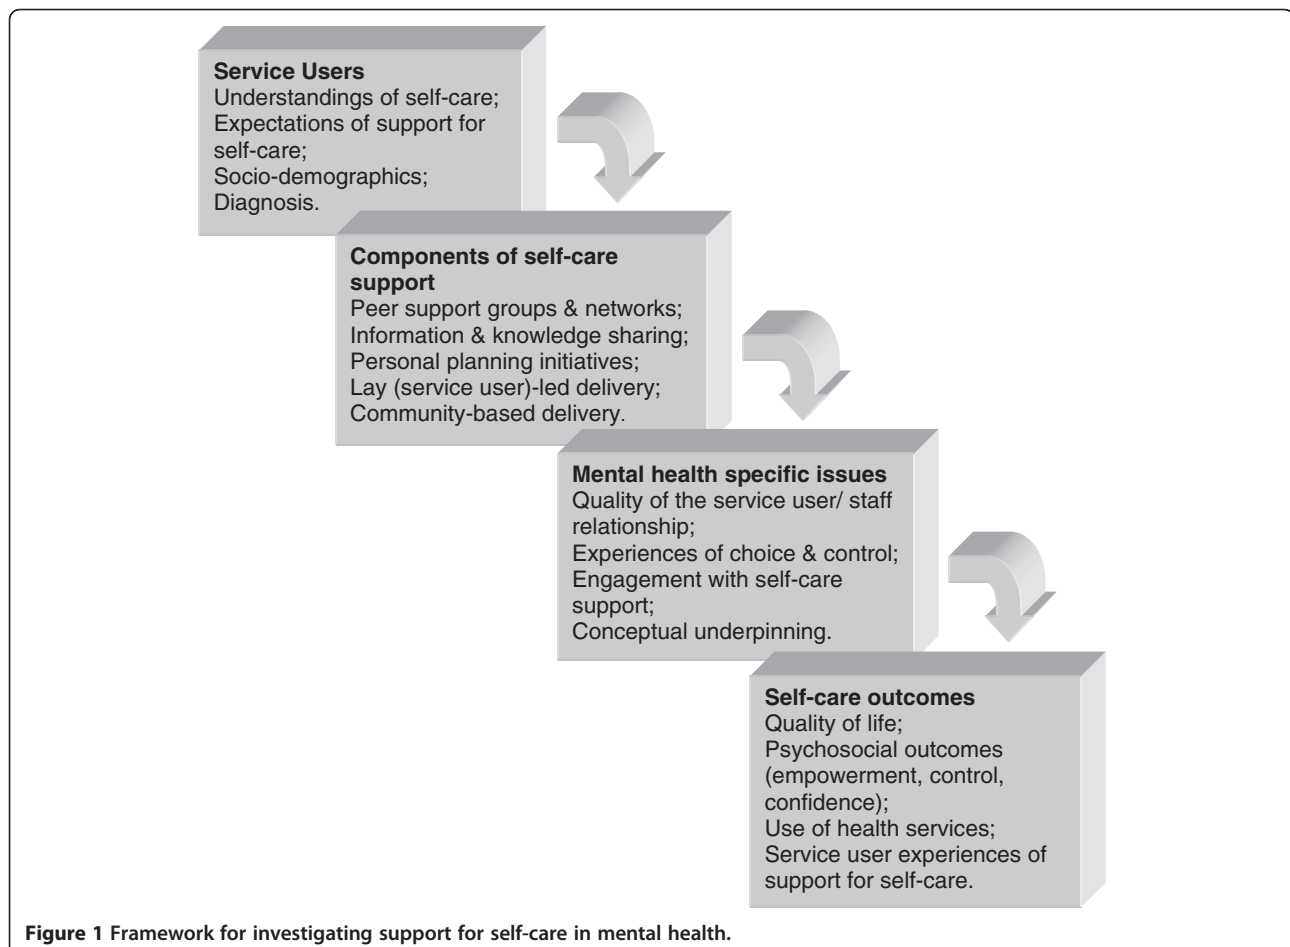 Service Users
Understandings of self-care;
Expectations of support for
self-care;
Socio-demographics;
Diagnosis.
Components of self-care
support
Peer support groups & networks;
Information & knowledge sharing;
Personal planning initiatives;
Lay (service user)-led delivery;
Community-based delivery.
Mental health specific issues
Quality of the service user/ staff
relationship;
Experiences of choice & control;
Engagement with self-care
support;
Conceptual underpinning.
Self-care outcomes
Quality of life;
Psychosocial outcomes
(empowerment, control,
confidence);
Use of health services;
Service user experiences of
support for self-care.
Figure 1 Framework for investigating support for self-care in mental health.